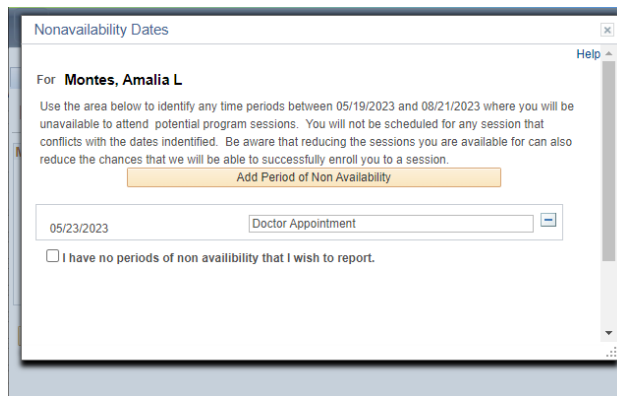 Nonavailability Dates
Help
For Montes, Amalia L
Use the area below to identify any time periods between 05/19/2023 and 08/21/2023 where you will be
unavailable to attend potential program sessions. You will not be scheduled for any session that
conflicts with the dates indentified. Be aware that reducing the sessions you are available for can also
reduce the chances that we will be able to successfully enroll you to a session.
Add Period of Non Availability
05/23/2023 Doctor Appointment
I have no periods of non availibility that I wish to report.